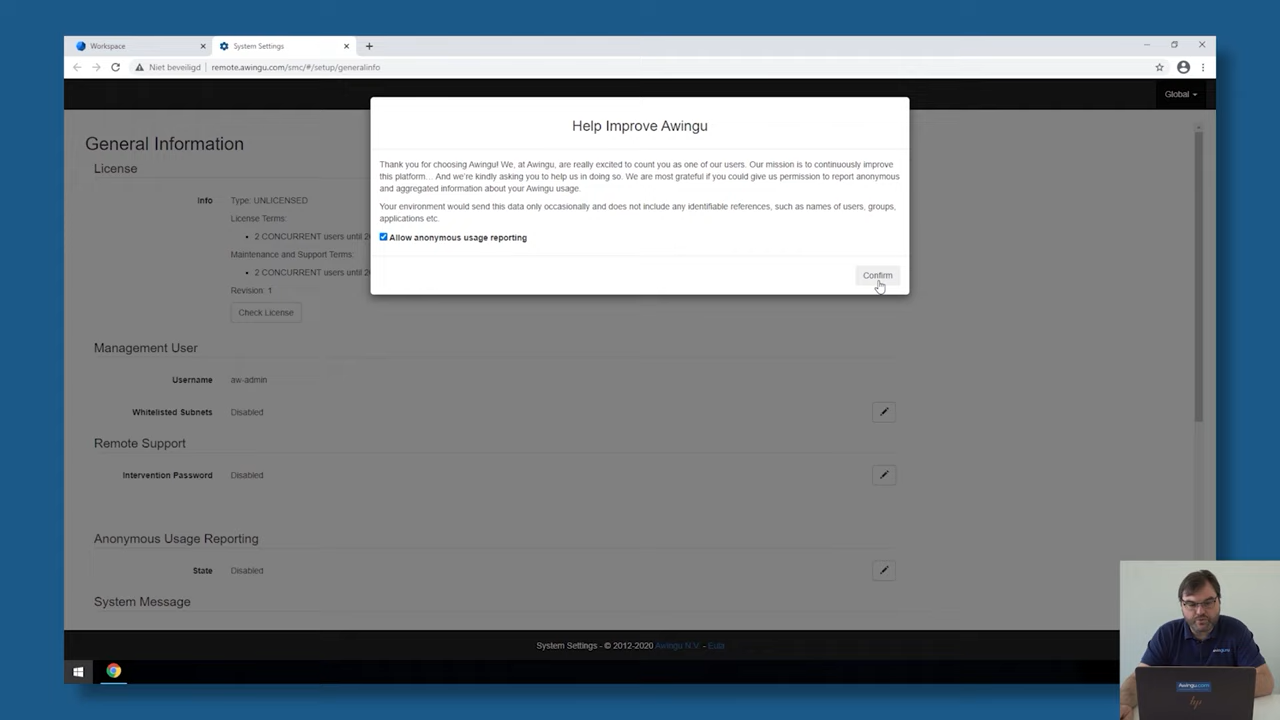 Workspace
System Settings
Niet beveiligd
remote.awingu.com/smc/#/setup/generalinfo
Global
Help Improve Awingu
Thank you for choosing Awingu! We, at Awingu, are really excited to count you as one of our users. Our mission is to continuously improve
this platform... And we're kindly asking you to help us in doing so. We are most grateful if you could give us permission to report anonymous
and aggregated information about your Awingu usage.
Your environment would send this data only occasionally and does not include any identifiable references, such as names of users, groups,
applications etc.
Allow anonymous usage reporting
Confirm
General Information
License
Info
Type: UNLICENSED
License Terms:
2 CONCURRENT users until
Maintenance and Support Terms:
2 CONCURRENT users until
Revision: 1
Check License
Management User
Username
aw-admin
Whitelisted Subnets
Disabled
Remote Support
Intervention Password
Disabled
Anonymous Usage Reporting
State
Disabled
System Message
System Settings - © 2012-2020 Awingu N.V. - Eula
Awingu.com
hp